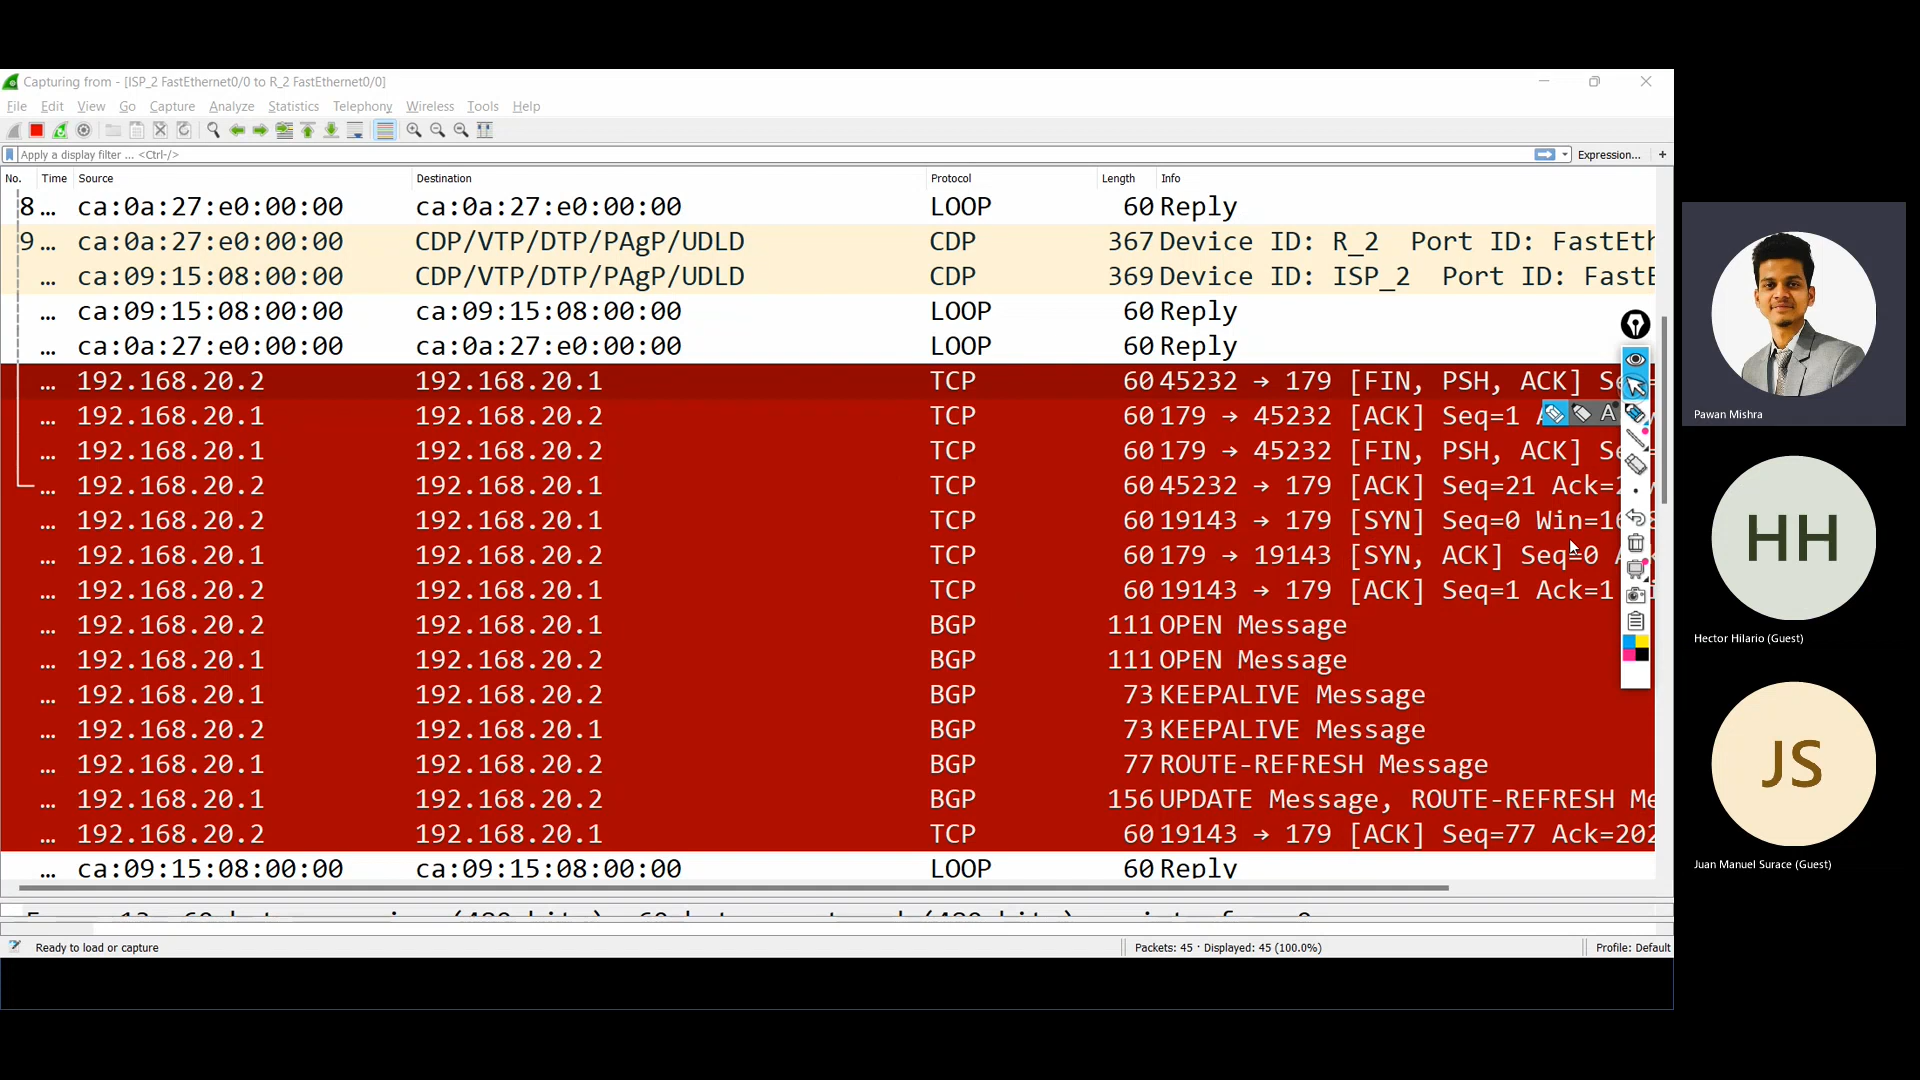 Capturing from - [ISP_2 FastEthernet0/0 to R_2 FastEthernet0/0]
File Edit View Go Capture Analyze Statistics Telephony Wireless Tools Help
Apply a display filter ... <Ctrl-/> Expression... +
No. Time Source Destination Protocol Length Info
8 ... ca:0a:27:e0:00:00 ca:0a:27:e0:00:00 LOOP 60 Reply
9 ... ca:0a:27:e0:00:00 CDP/VTP/DTP/PAgP/UDLD CDP 367 Device ID: R_2 Port ID: FastEth
... ca:09:15:08:00:00 CDP/VTP/DTP/PAgP/UDLD CDP 369 Device ID: ISP_2 Port ID: FastE
... ca:09:15:08:00:00 ca:09:15:08:00:00 LOOP 60 Reply
... ca:0a:27:e0:00:00 ca:0a:27:e0:00:00 LOOP 60 Reply
... 192.168.20.2 192.168.20.1 TCP 60 45232 → 179 [FIN, PSH, ACK]
... 192.168.20.1 192.168.20.2 TCP 60 179 → 45232 [ACK] Seq=1
... 192.168.20.1 192.168.20.2 TCP 60 179 → 45232 [FIN, PSH, ACK]
... 192.168.20.2 192.168.20.1 TCP 60 45232 → 179 [ACK] Seq=21
... 192.168.20.2 192.168.20.1 TCP 60 19143 → 179 [SYN] Seq=0
... 192.168.20.1 192.168.20.2 TCP 60 179 → 19143 [SYN, ACK] Seq=0
... 192.168.20.2 192.168.20.1 TCP 60 19143 → 179 [ACK] Seq=1 Ack=1
... 192.168.20.2 192.168.20.1 BGP 111 OPEN Message
... 192.168.20.1 192.168.20.2 BGP 111 OPEN Message
... 192.168.20.1 192.168.20.2 BGP 73 KEEPALIVE Message
... 192.168.20.2 192.168.20.1 BGP 73 KEEPALIVE Message
... 192.168.20.1 192.168.20.2 BGP 77 ROUTE-REFRESH Message
... 192.168.20.1 192.168.20.2 BGP 156 UPDATE Message, ROUTE-REFRESH Me
... 192.168.20.2 192.168.20.1 TCP 60 19143 → 179 [ACK] Seq=77 Ack=202
... ca:09:15:08:00:00 ca:09:15:08:00:00 LOOP 60 Reply
Ready to load or capture Packets: 45 · Displayed: 45 (100.0%) Profile: Default
A
Pawan Mishra
HH
Hector Hilario (Guest)
JS
Juan Manuel Surace (Guest)